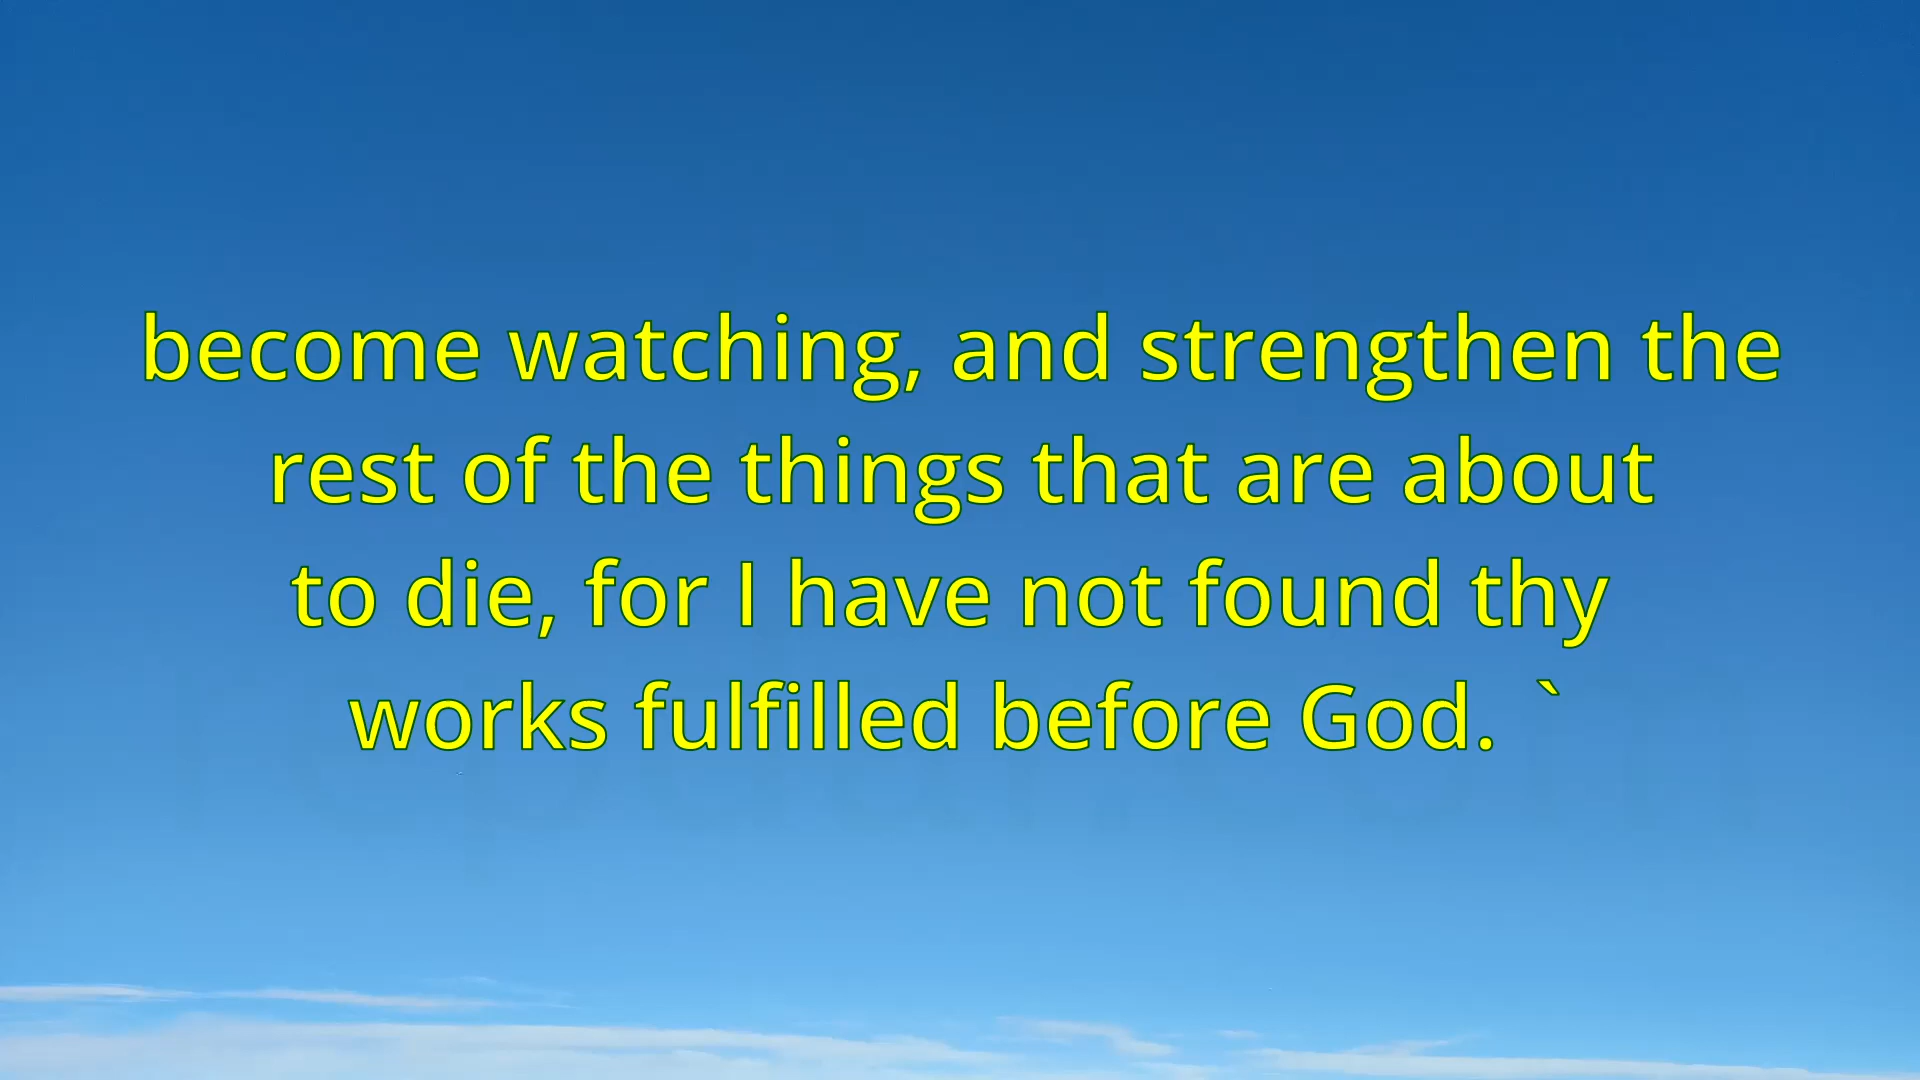 become watching, and strengthen the
rest of the things that are about
to die, for I have not found thy
works fulfilled before God. `